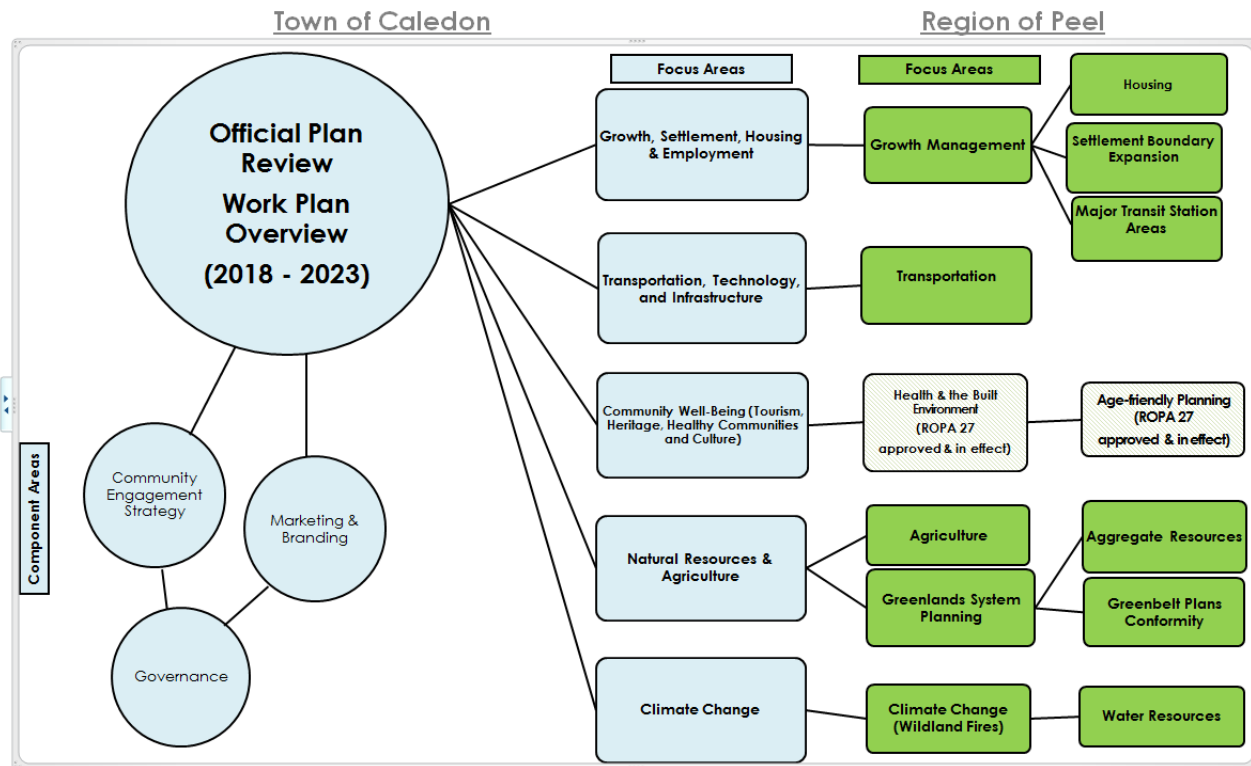 Town of Caledon
Region of Peel
Official Plan
Review
Work Plan
Overview
(2018 - 2023)
Component Areas
Community
Engagement
Strategy
Marketing &
Branding
Governance
Focus Areas
Growth, Settlement, Housing
& Employment
Transportation, Technology,
and Infrastructure
Community Well-Being (Tourism,
Heritage, Healthy Communities
and Culture)
Natural Resources &
Agriculture
Climate Change
Focus Areas
Growth Management
Transportation
Health & the Built
Environment
(ROPA 27
approved & in effect)
Agriculture
Greenlands System
Planning
Climate Change
(Wildland Fires)
Housing
Settlement Boundary
Expansion
Major Transit Station
Areas
Age-friendly Planning
(ROPA 27
approved & in effect)
Aggregate Resources
Greenbelt Plans
Conformity
Water Resources